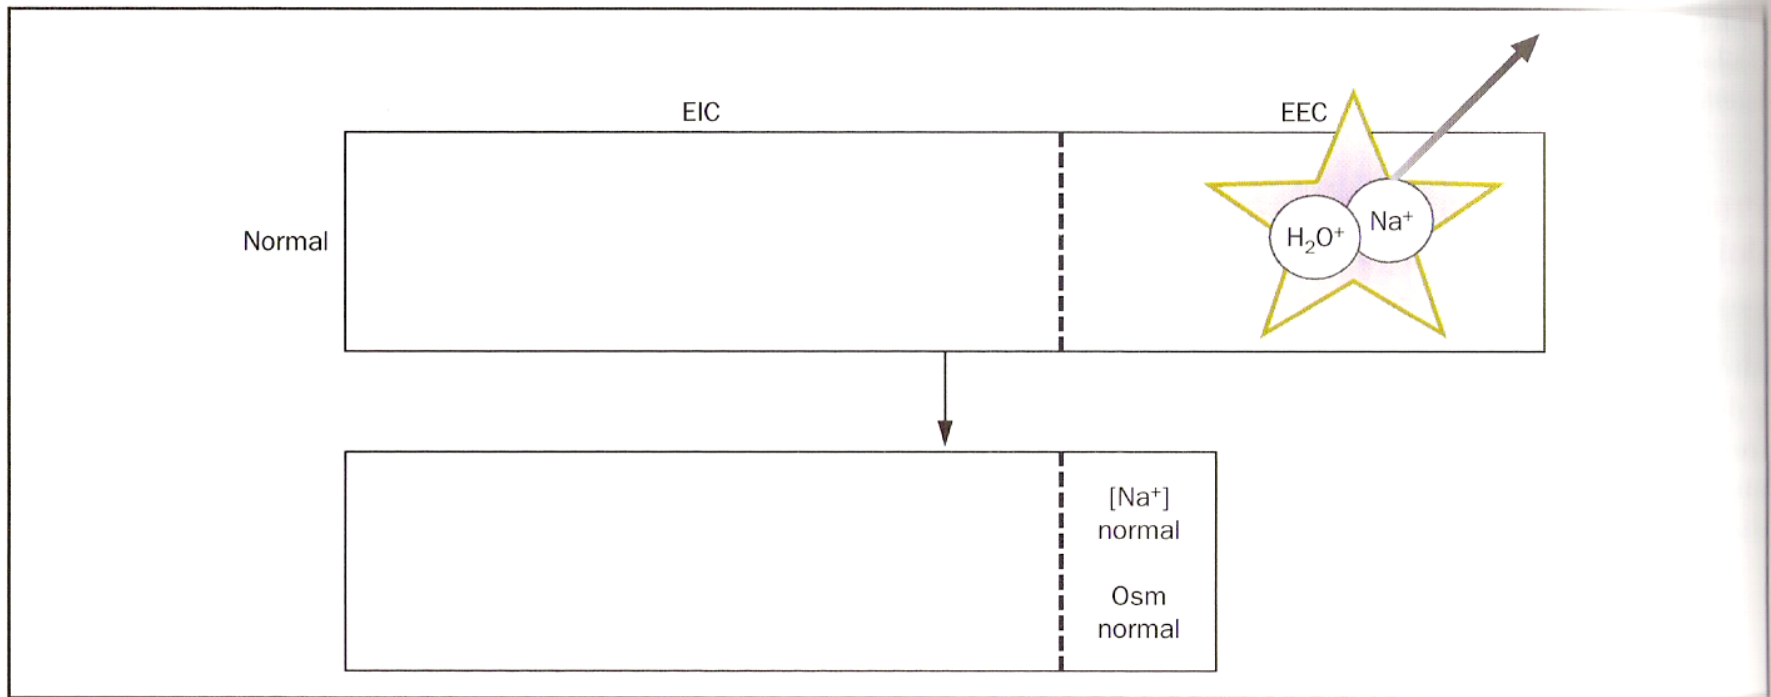 EIC
EEC
Normal
H₂O⁺
Na⁺
[Na⁺]
normal
Osm
normal